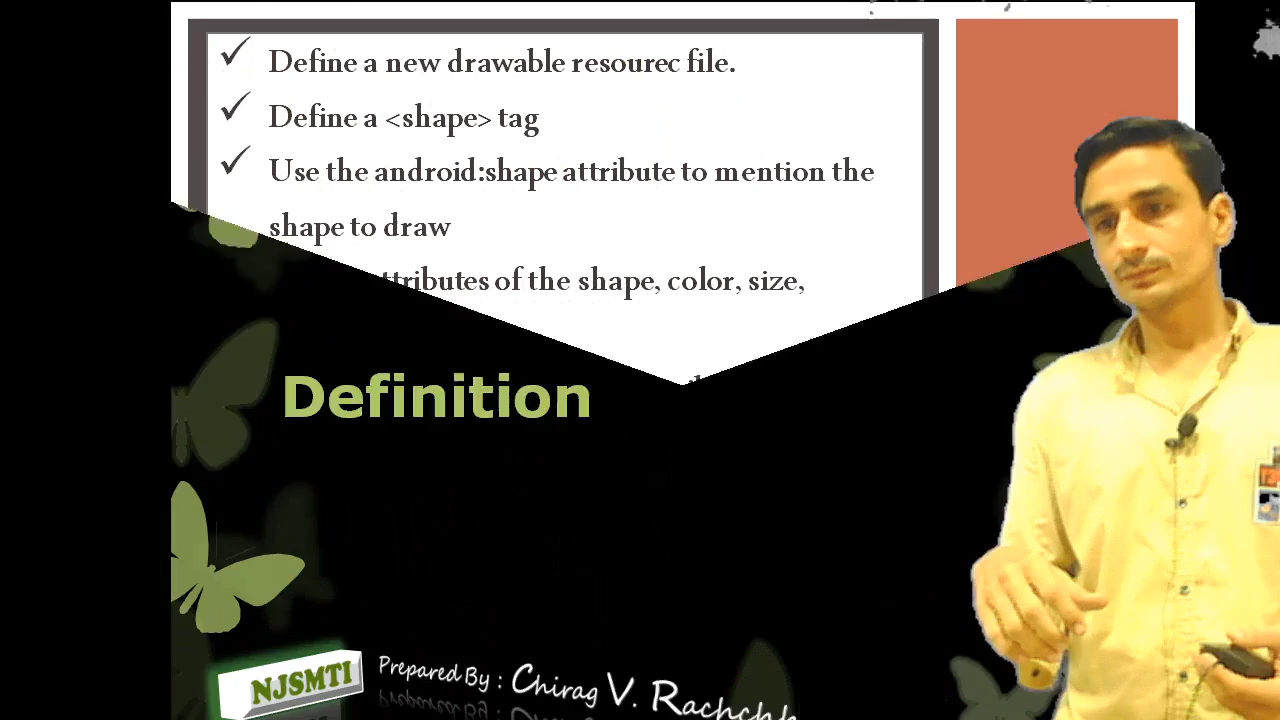 Define a new drawable resourec file.
Define a <shape> tag
Use the android:shape attribute to mention the
shape to draw
of the shape, color, size,
Definition
NJSMTI
Prepared By : Chirag V.